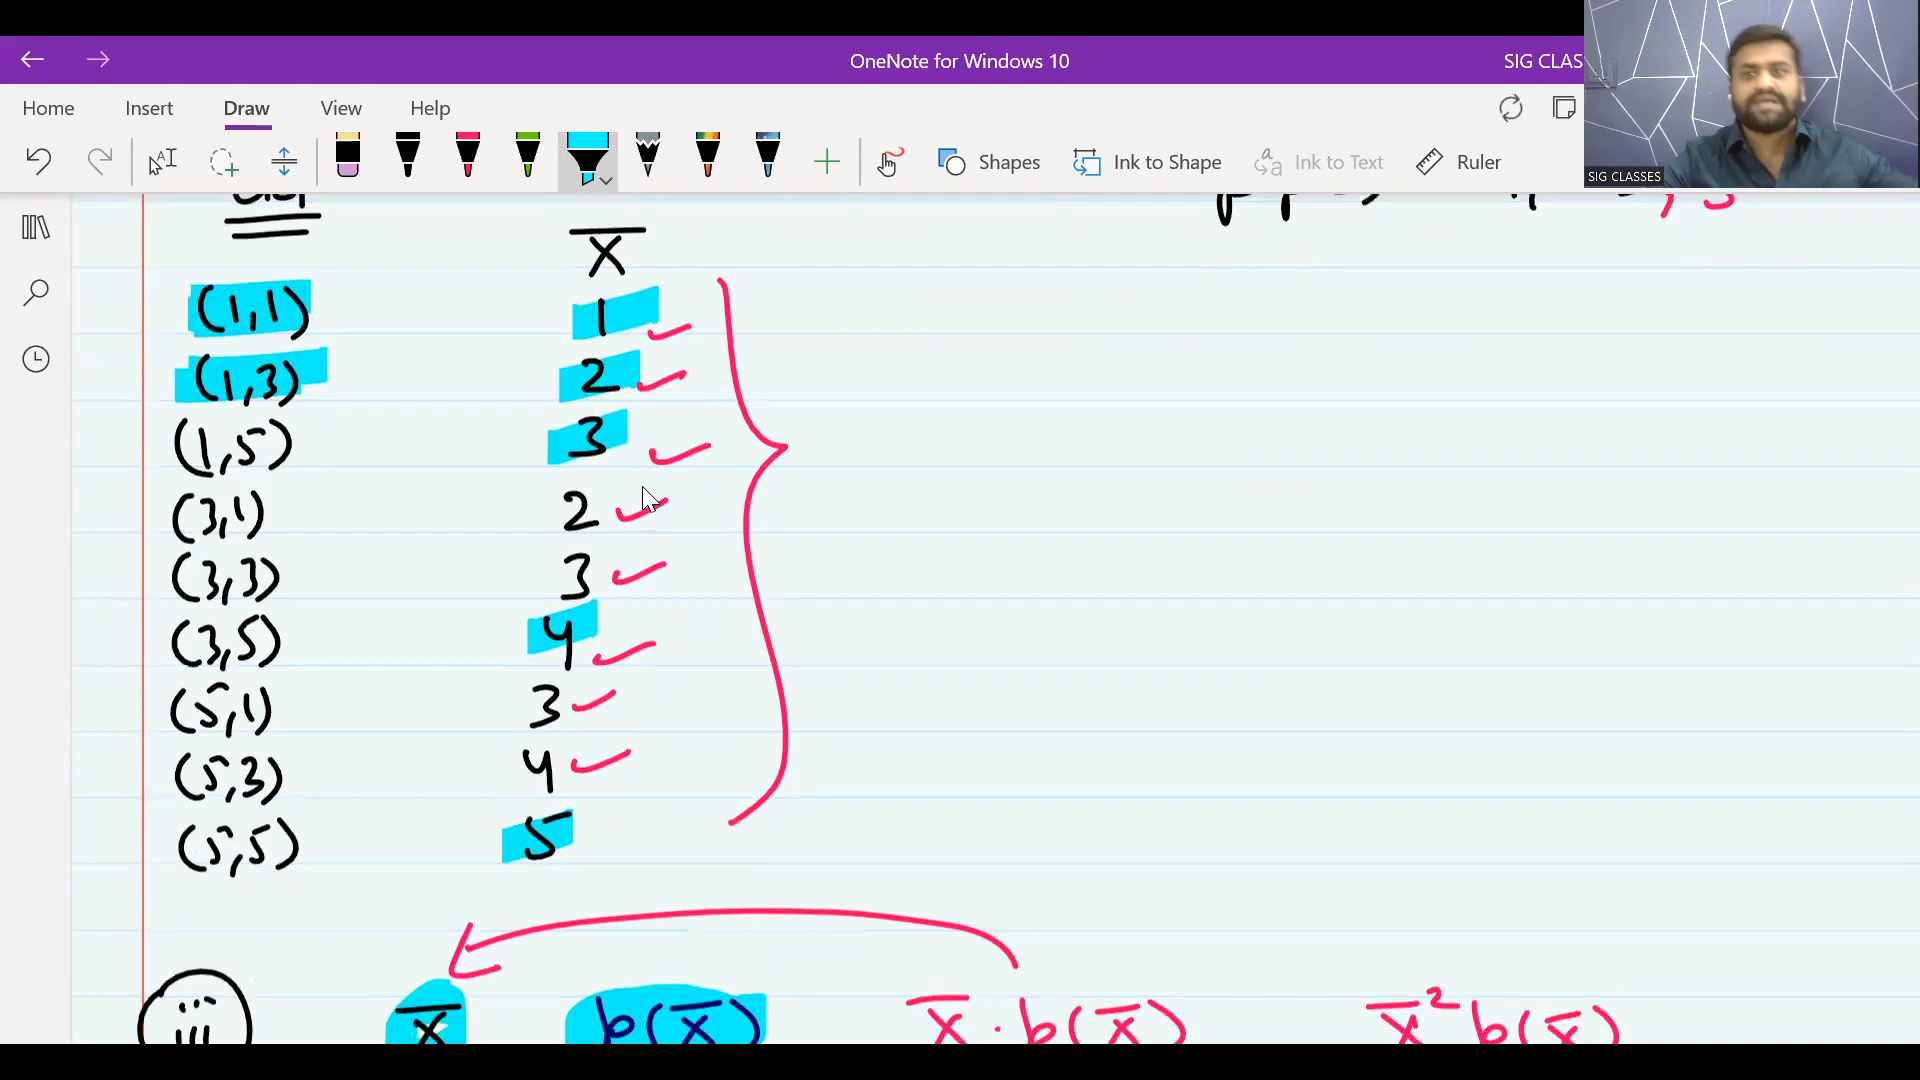 OneNote for Windows 10
SIG CLAS
Home Insert Draw View Help
Shapes Ink to Shape Ink to Text Ruler
SIG CLASSES
X̅
(1,1) 1
(1,3) 2
(1,5) 3
(3,1) 2
(3,3) 3
(3,5) 4
(5,1) 3
(5,3) 4
(5,5) 5
iii x̅ p(x̅) x̅ · p(x̅) x̅² p(x̅)